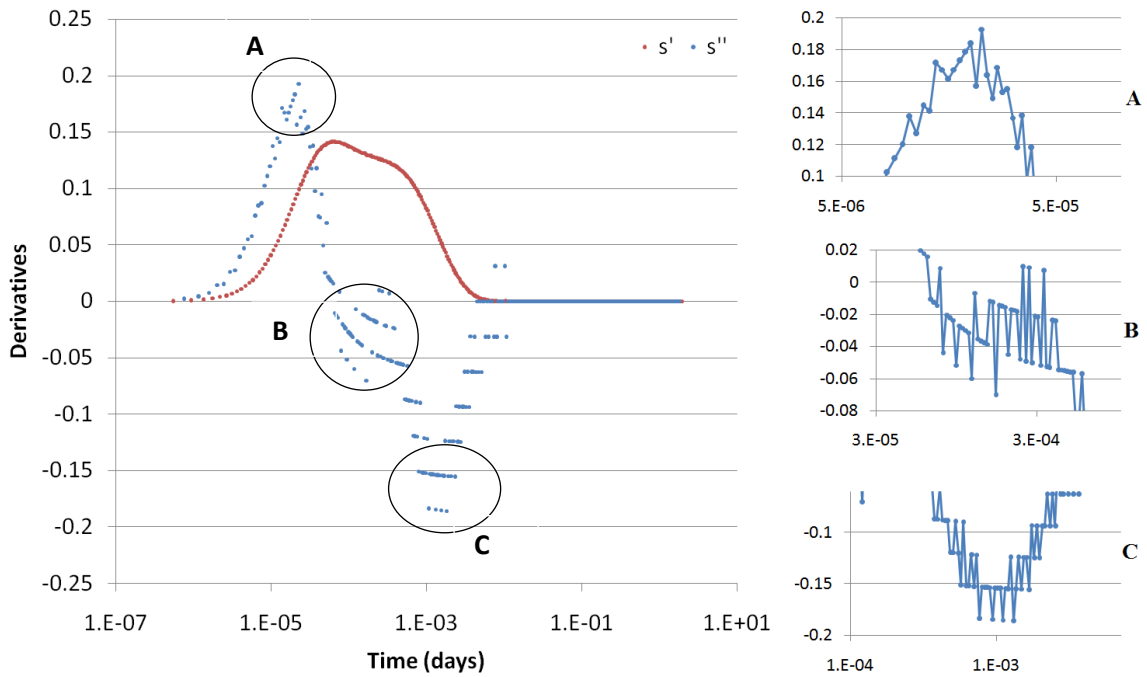 0.25
0.2
0.15
0.1
0.05
0
-0.05
-0.1
-0.15
-0.2
-0.25
Derivatives
1.E-07
1.E-05
1.E-03
1.E-01
1.E+01
Time (days)
s' s''
A
B
C
0.2
0.18
0.16
0.14
0.12
0.1
5.E-06
5.E-05
A
0.02
0
-0.02
-0.04
-0.06
-0.08
3.E-05
3.E-04
B
-0.1
-0.15
-0.2
1.E-04
1.E-03
C